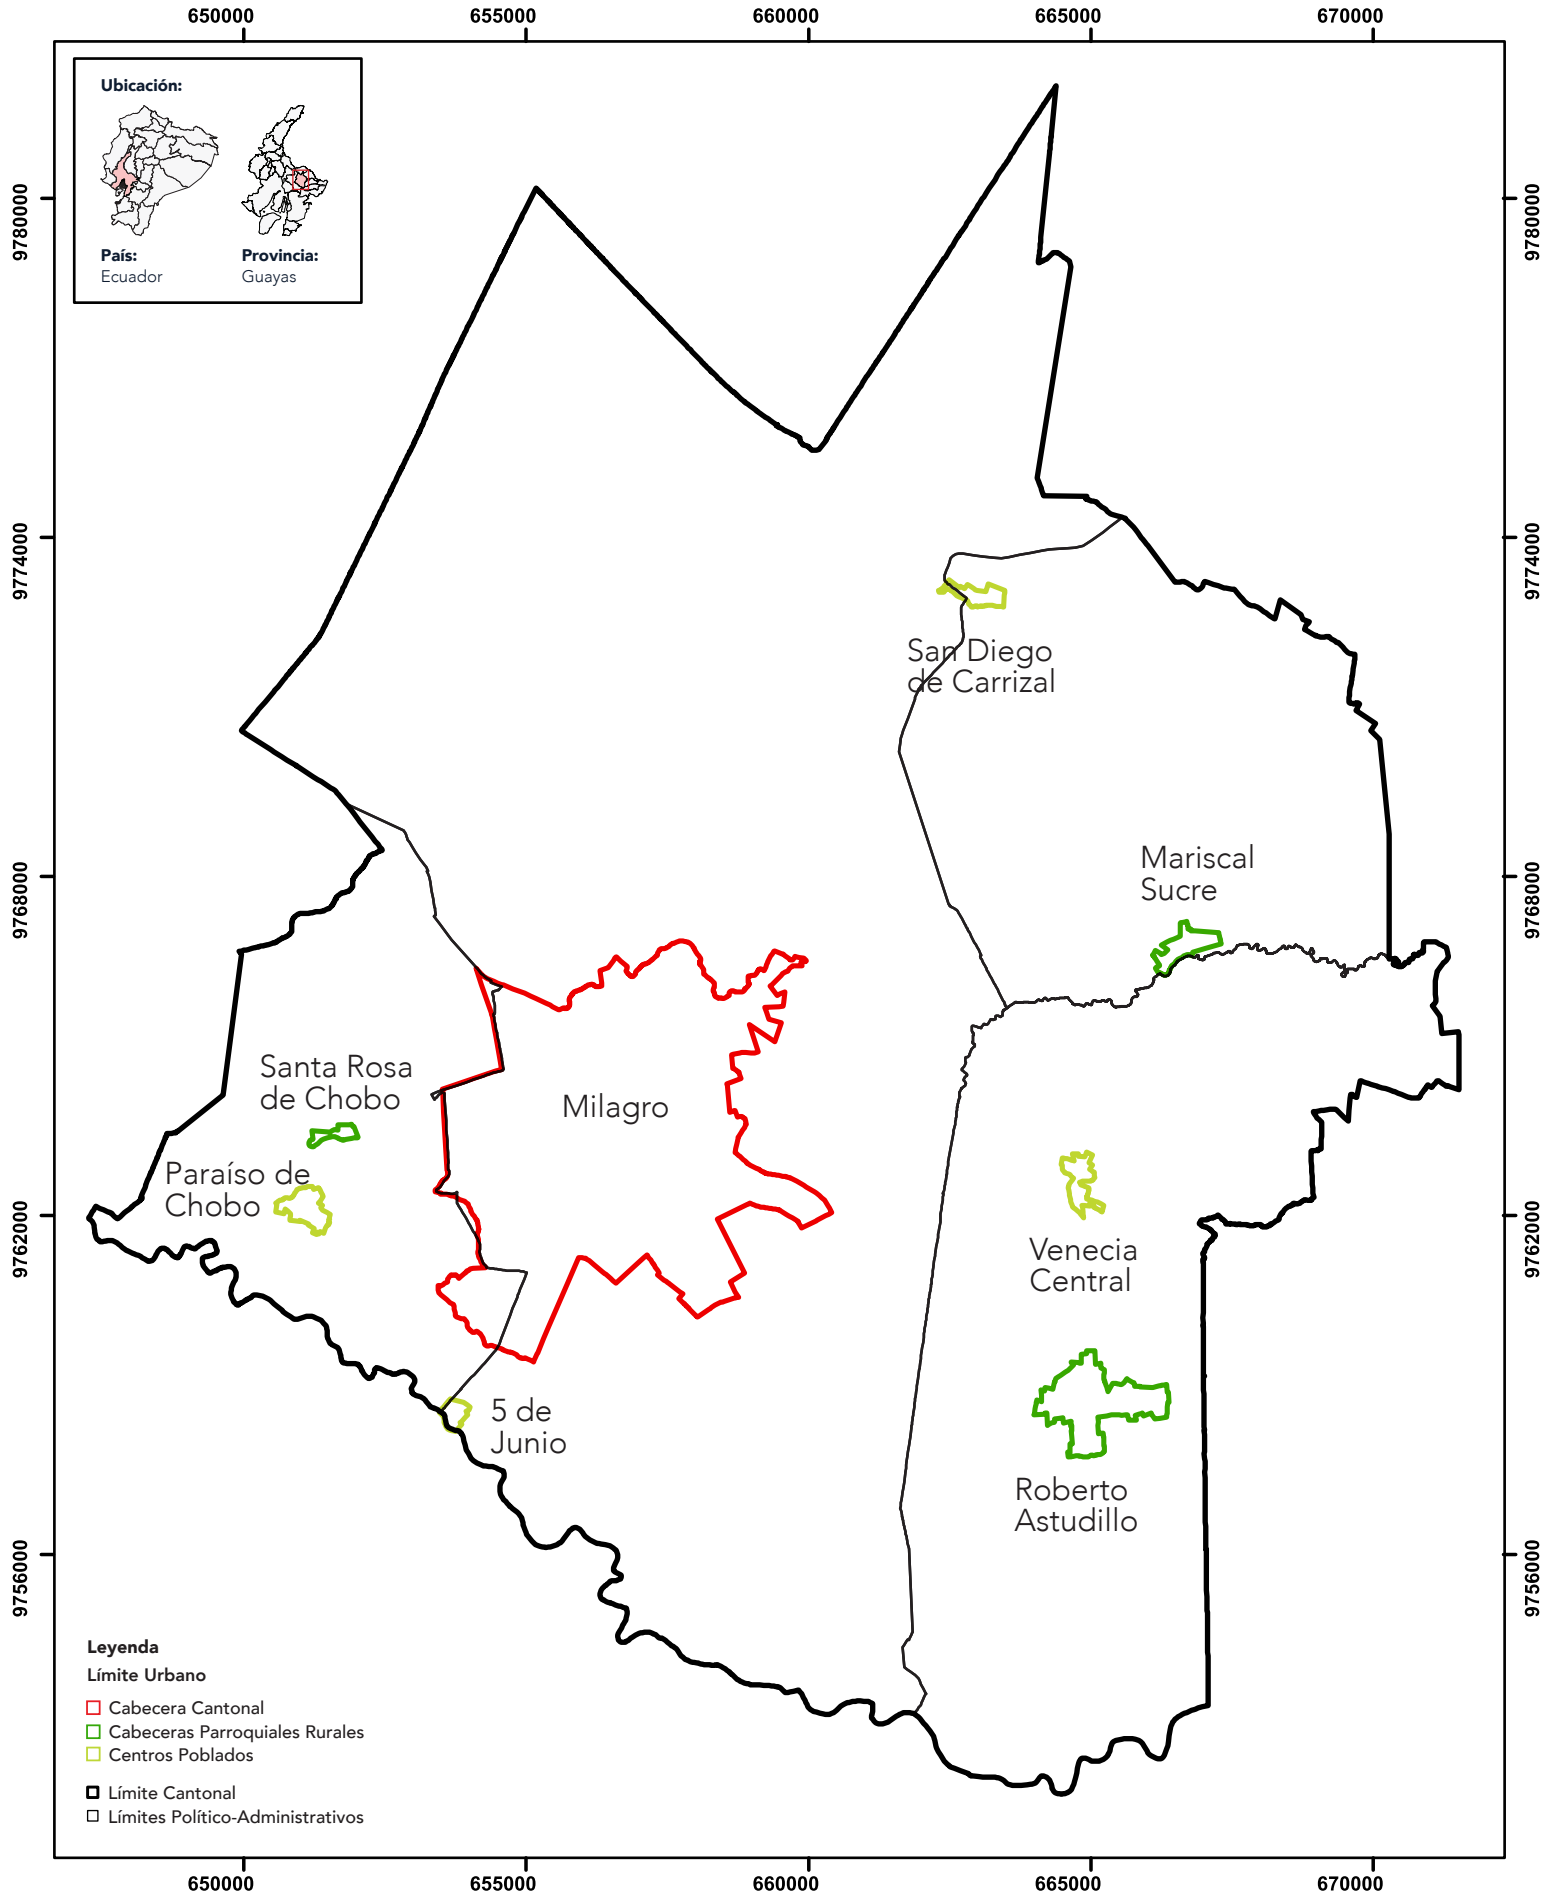 650000
655000
660000
665000
670000
Ubicación:
País:
Ecuador
Provincia:
Guayas
9780000
9780000
9774000
9774000
San Diego
de Carrizal
Mariscal
Sucre
9768000
9768000
Santa Rosa
de Chobo
Milagro
Paraíso de
Chobo
9762000
9762000
Venecia
Central
5 de
Junio
Roberto
Astudillo
9756000
9756000
Leyenda
Límite Urbano
Cabecera Cantonal
Cabeceras Parroquiales Rurales
Centros Poblados
Límite Cantonal
Límites Político-Administrativos
650000
655000
660000
665000
670000